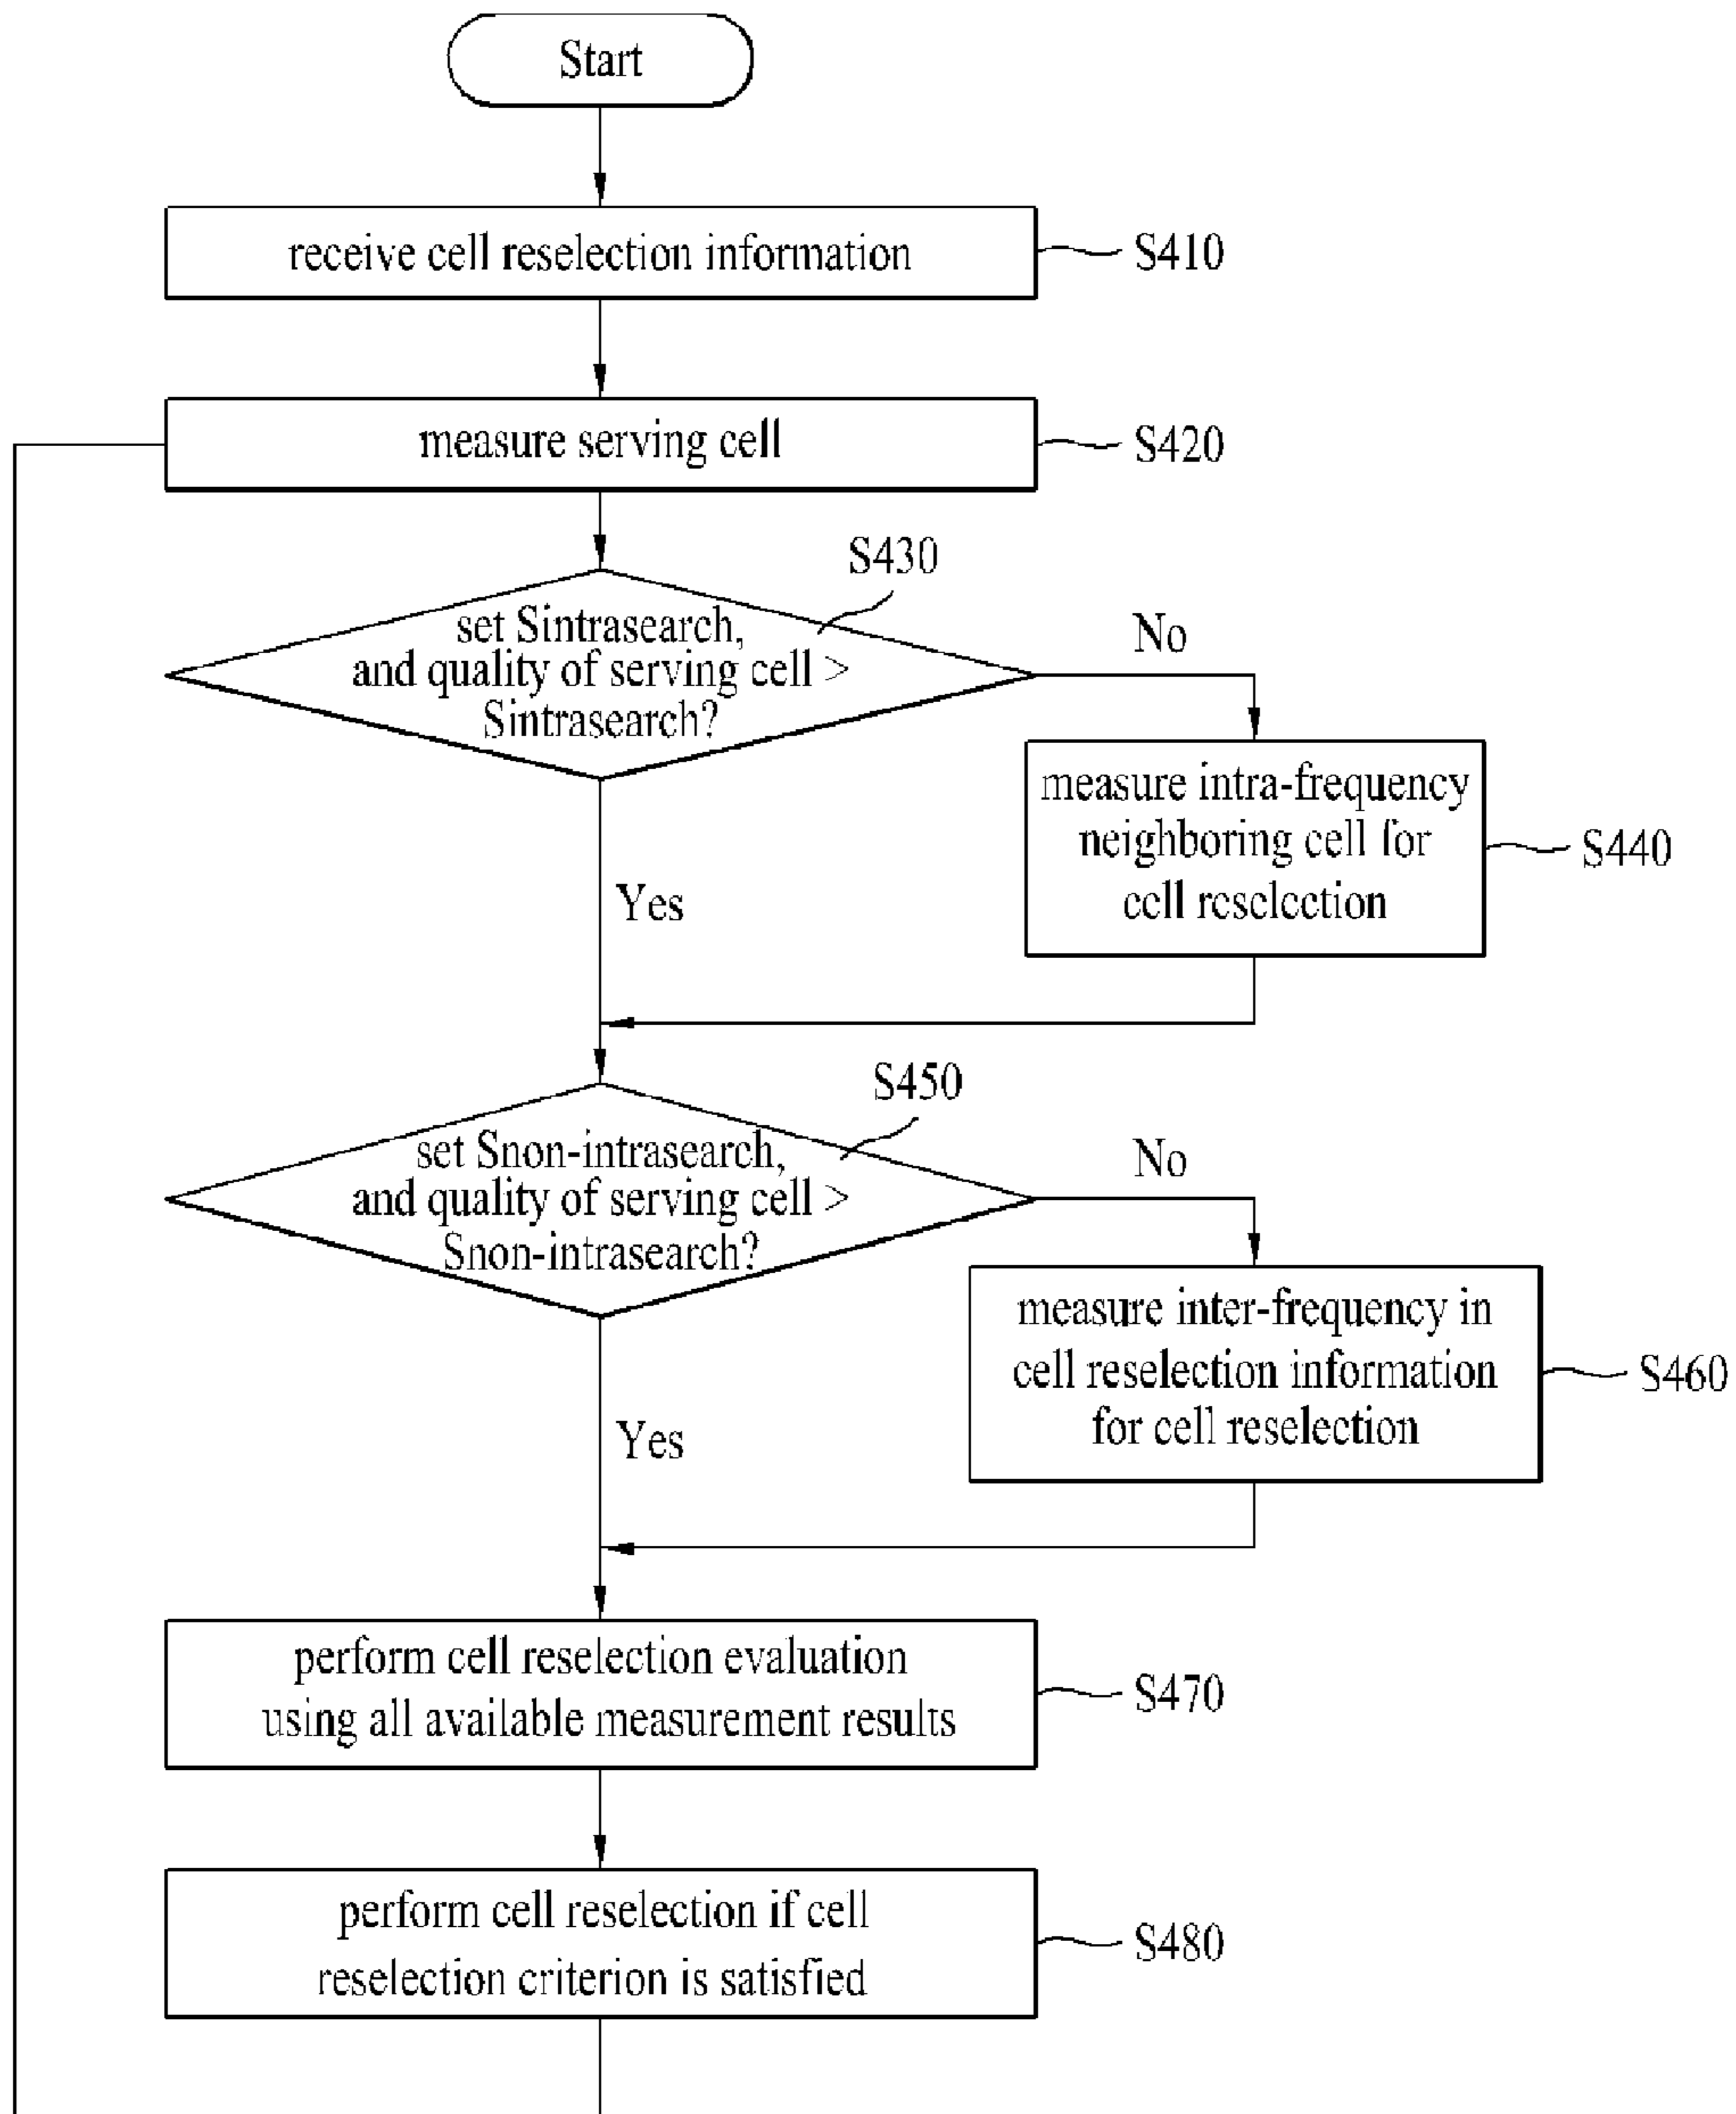 Start
receive cell reselection information
S410
measure serving cell
S420
S430
set Sintrasearch,
and quality of serving cell >
Sintrasearch?
No
measure intra-frequency
neighboring cell for
cell reselection
S440
Yes
S450
set Snon-intrasearch,
and quality of serving cell >
Snon-intrasearch?
No
measure inter-frequency in
cell reselection information
for cell reselection
S460
Yes
perform cell reselection evaluation
using all available measurement results
S470
perform cell reselection if cell
reselection criterion is satisfied
S480